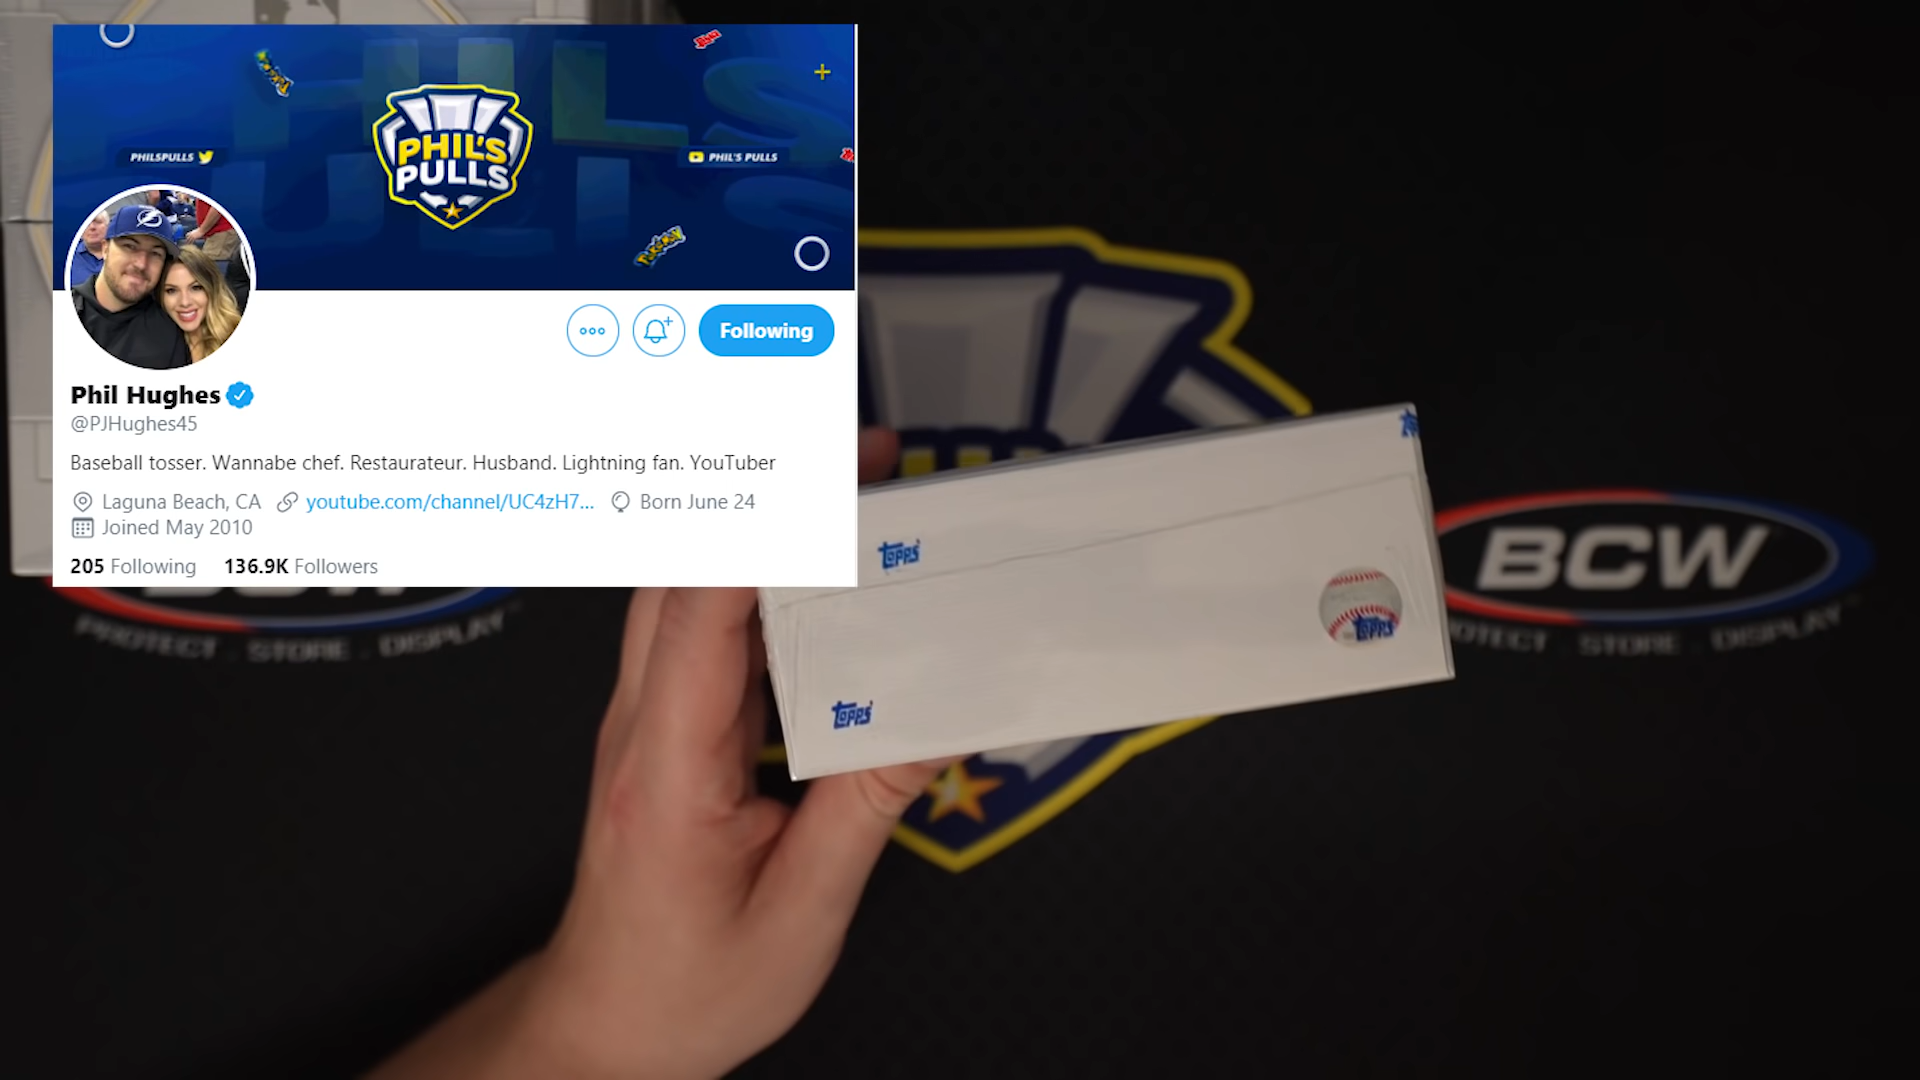 PHILSPULLS
PHIL'S
PULLS
PHIL'S PULLS
Phil Hughes
@PJHughes45
Baseball tosser. Wannabe chef. Restaurateur. Husband. Lightning fan. YouTuber
Laguna Beach, CA youtube.com/channel/UC4zH7... Born June 24
Joined May 2010
205 Following 136.9K Followers
Following
Topps
Topps
Topps
BCW
PROTECT . STORE . DISPLAY
STORE . DISPLAY